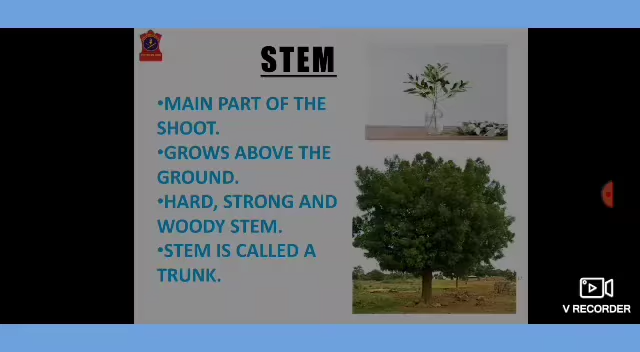 STEM
•MAIN PART OF THE
SHOOT.
•GROWS ABOVE THE
GROUND.
•HARD, STRONG AND
WOODY STEM.
•STEM IS CALLED A
TRUNK.
V RECORDER